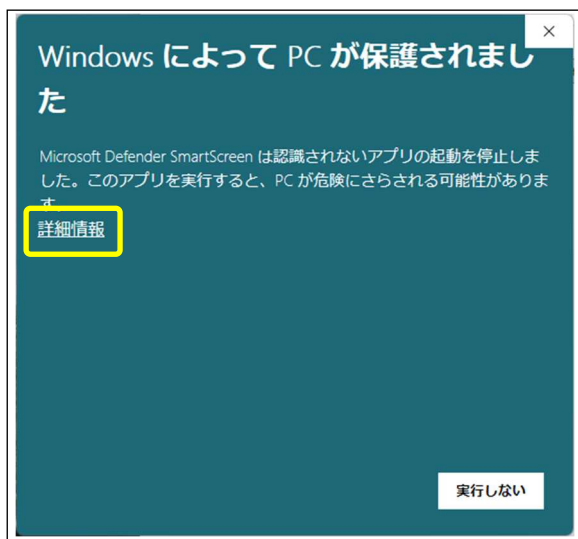 Windows によって PC が保護されまし
た
Microsoft Defender SmartScreen は認識されないアプリの起動を停止しま
した。このアプリを実行すると、PC が危険にさらされる可能性がありま
す。
詳細情報
実行しない